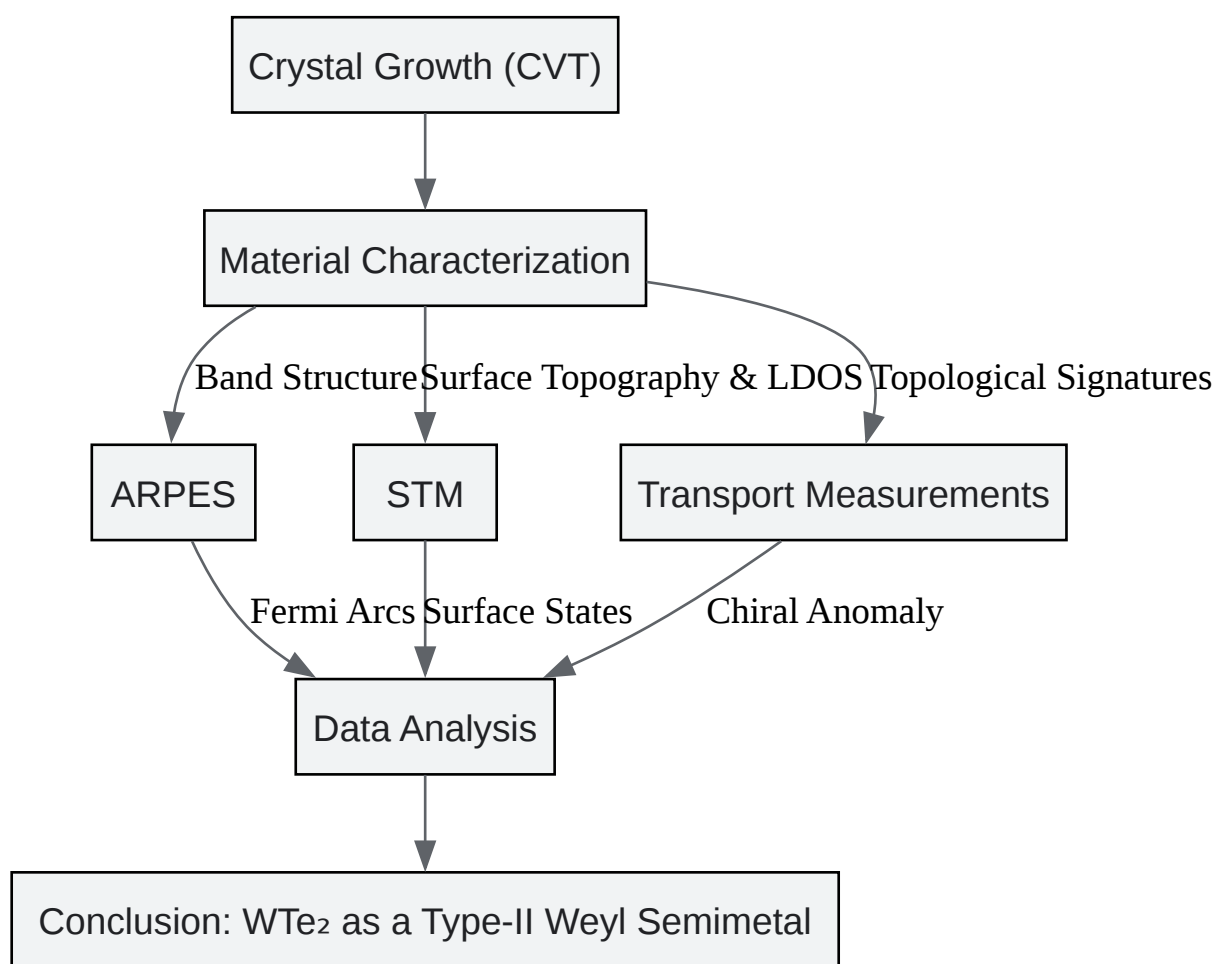 Crystal Growth (CVT)
Material Characterization
Band Structure
Surface Topography & LDOS
Topological Signatures
ARPES
STM
Transport Measurements
Fermi Arcs
Surface States
Chiral Anomaly
Data Analysis
Conclusion: WTe₂ as a Type-II Weyl Semimetal